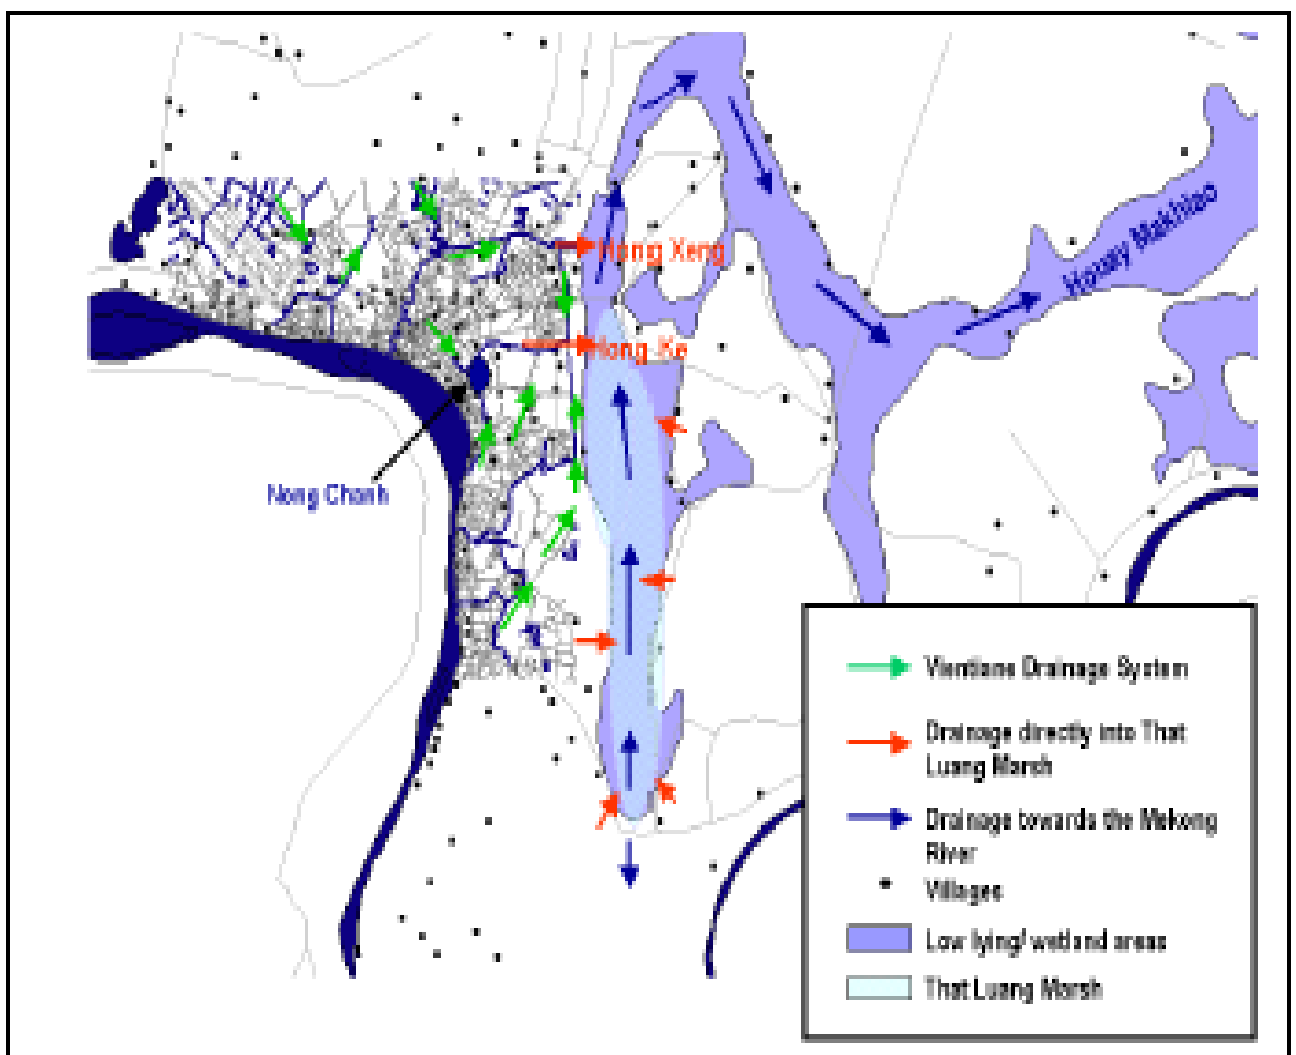 Hong Xeng
Houay Makhiao
Hong Ke
Nong Chanh
Vientiane Drainage System
Drainage directly into That
Luang Marsh
Drainage towards the Mekong
River
Villages
Low lying/ wetland areas
That Luang Marsh